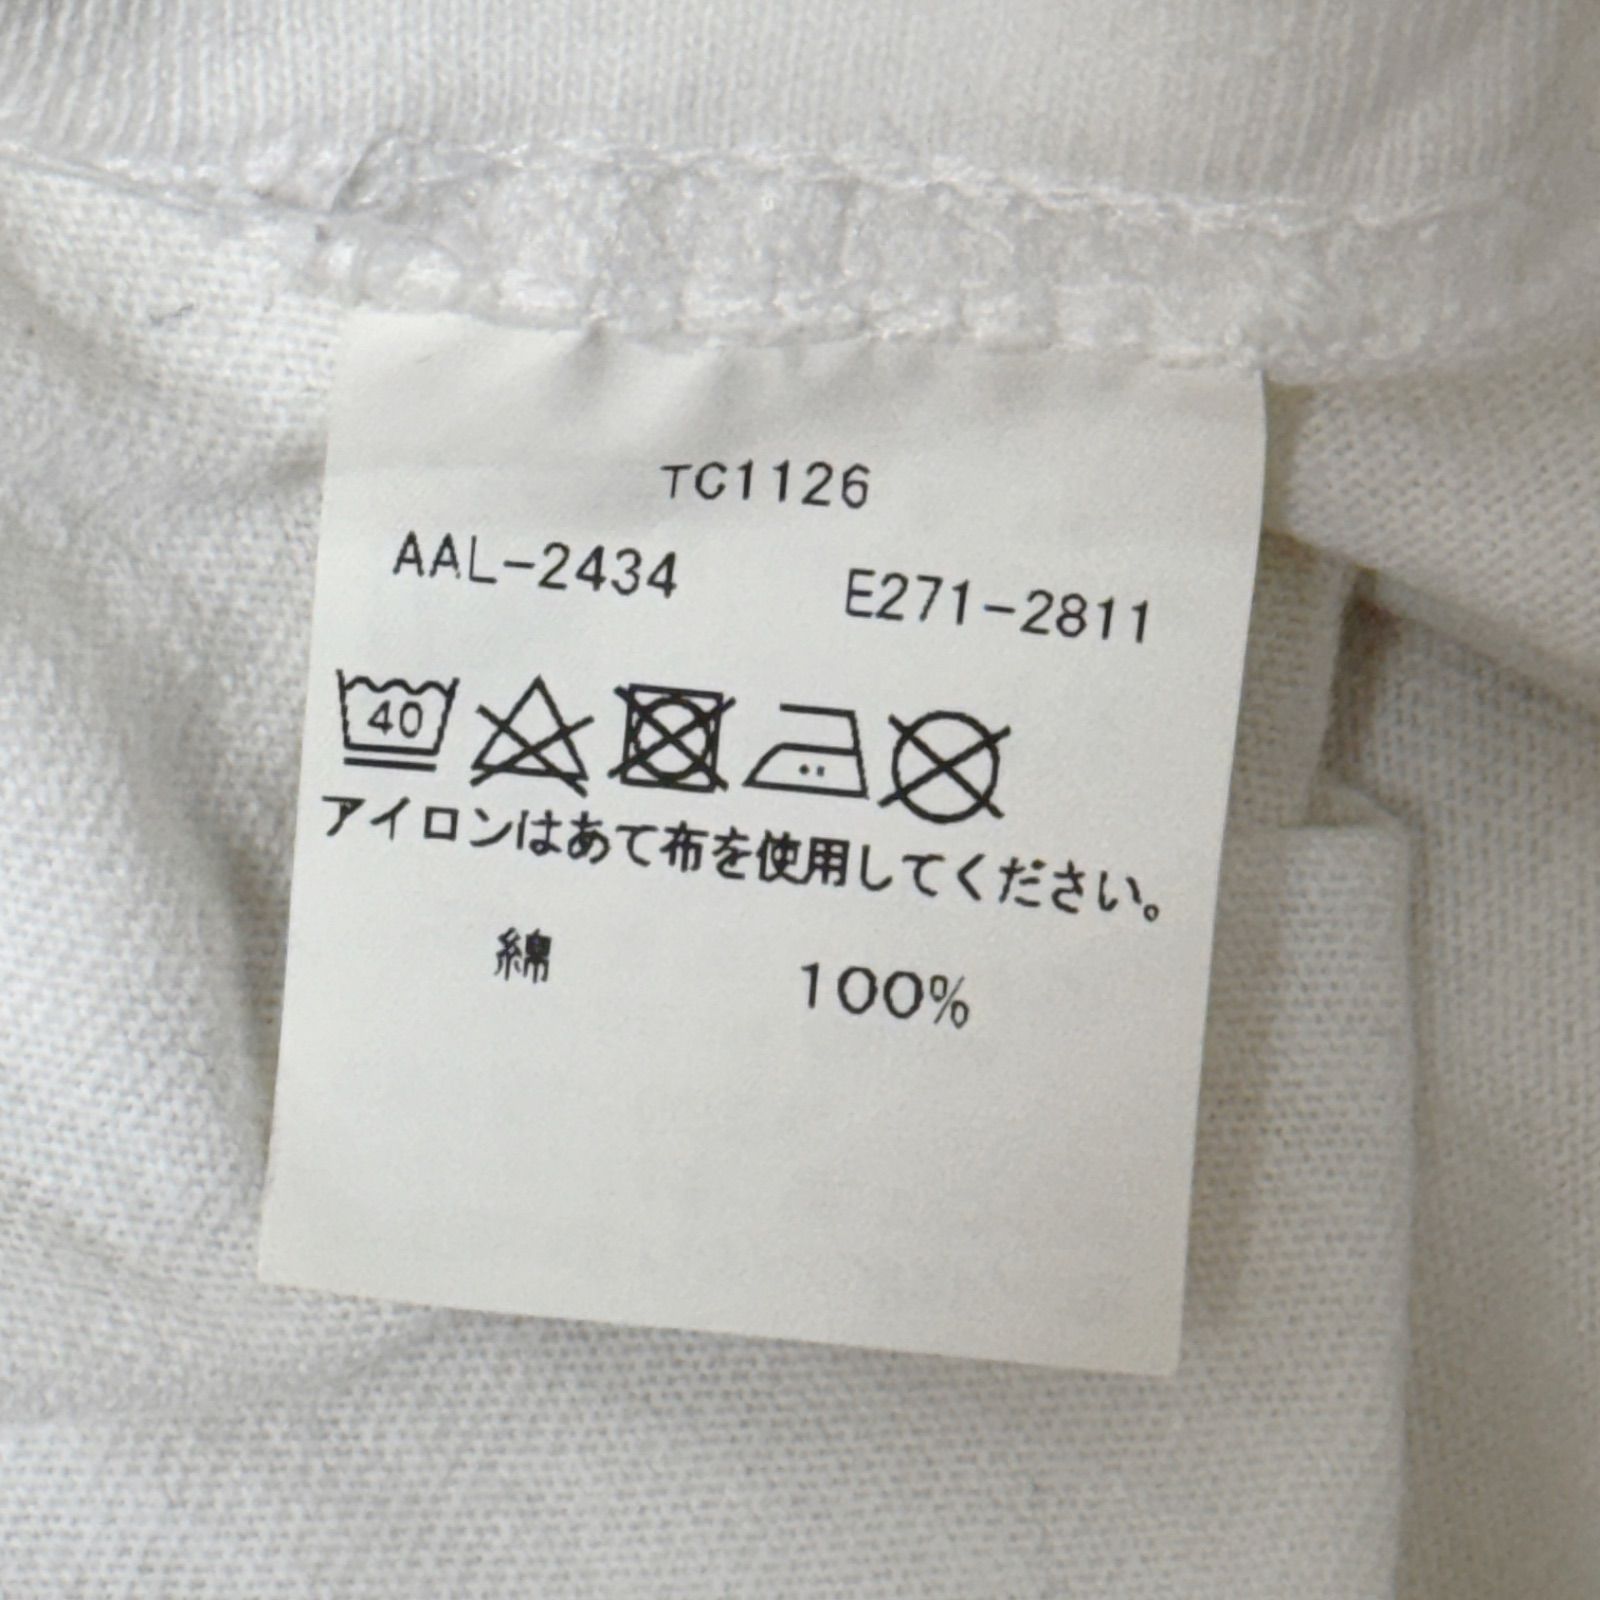 TC1126
AAL-2434 E271-2811
40
アイロンはあて布を使用してください。
綿 100%